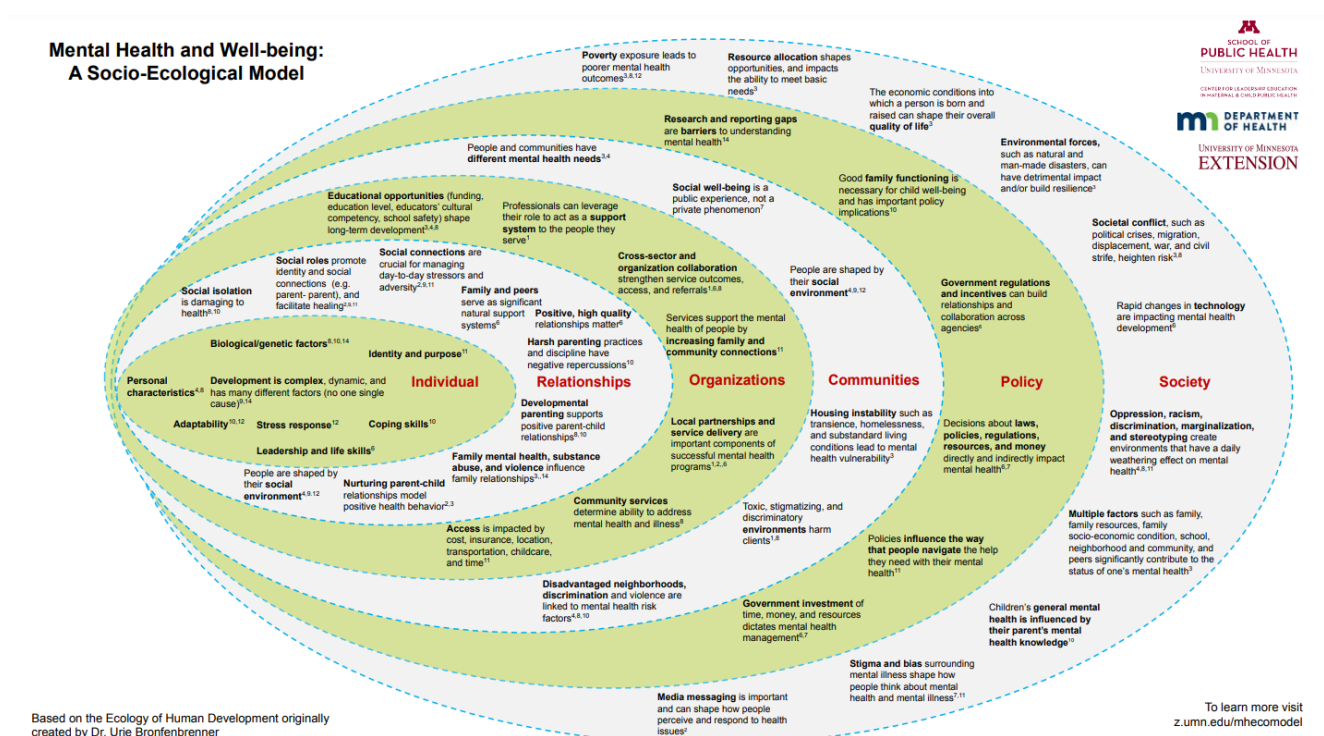 Mental Health and Well-being:
A Socio-Ecological Model
SCHOOL OF
PUBLIC HEALTH
UNIVERSITY OF MINNESOTA
CENTER FOR LEADERSHIP EDUCATION
IN MATERNAL & CHILD PUBLIC HEALTH
DEPARTMENT
OF HEALTH
UNIVERSITY OF MINNESOTA
EXTENSION
Poverty exposure leads to
poorer mental health
outcomes3,8,12
Resource allocation shapes
opportunities, and impacts
the ability to meet basic
needs3
The economic conditions into
which a person is born and
raised can shape their overall
quality of life3
Environmental forces,
such as natural and
man-made disasters, can
have detrimental impact
and/or build resilience3
Research and reporting gaps
are barriers to understanding
mental health14
People and communities have
different mental health needs3,4
Good family functioning is
necessary for child well-being
and has important policy
implications10
Social well-being is a
public experience, not a
private phenomenon7
Educational opportunities (funding,
education level, educators' cultural
competency, school safety) shape
long-term development3,4,8
Professionals can leverage
their role to act as a support
system to the people they
serve1
Societal conflict, such as
political crises, migration,
displacement, war, and civil
strife, heighten risk3,8
Social roles promote
identity and social
connections (e.g.
parent- parent), and
facilitate healing2,9,11
Social connections are
crucial for managing
day-to-day stressors and
adversity2,9,11
Cross-sector and
organization collaboration
strengthen service outcomes,
access, and referrals1,6,8
People are shaped by
their social
environment4,9,12
Government regulations
and incentives can build
relationships and
collaboration across
agencies6
Social isolation
is damaging to
health8,10
Family and peers
serve as significant
natural support
systems6
Positive, high quality
relationships matter6
Services support the mental
health of people by
increasing family and
community connections11
Rapid changes in technology
are impacting mental health
development6
Biological/genetic factors8,10,14
Identity and purpose11
Harsh parenting practices
and discipline have
negative repercussions10
Personal
characteristics4,8
Development is complex, dynamic, and
has many different factors (no one single
cause)9,14
Individual
Relationships
Organizations
Communities
Policy
Society
Adaptability10,12
Stress response12
Coping skills10
Leadership and life skills6
Developmental
parenting supports
positive parent-child
relationships8,10
Local partnerships and
service delivery are
important components of
successful mental health
programs1,2,,6
Housing instability such as
transience, homelessness,
and substandard living
conditions lead to mental
health vulnerability3
Decisions about laws,
policies, regulations,
resources, and money
directly and indirectly impact
mental health6,7
Oppression, racism,
discrimination, marginalization,
and stereotyping create
environments that have a daily
weathering effect on mental
health4,8,11
People are shaped by
their social
environment4,9.12
Nurturing parent-child
relationships model
positive health behavior2,3
Family mental health, substance
abuse, and violence influence
family relationships3,,14
Community services
determine ability to address
mental health and illness8
Toxic, stigmatizing, and
discriminatory
environments harm
clients1,8
Access is impacted by
cost, insurance, location,
transportation, childcare,
and time11
Policies influence the way
that people navigate the help
they need with their mental
health11
Multiple factors such as family,
family resources, family
socio-economic condition, school,
neighborhood and community, and
peers significantly contribute to the
status of one's mental health3
Disadvantaged neighborhoods,
discrimination and violence are
linked to mental health risk
factors4,8,10
Government investment of
time, money, and resources
dictates mental health
management6,7
Children's general mental
health is influenced by
their parent's mental
health knowledge10
Stigma and bias surrounding
mental illness shape how
people think about mental
health and mental illness7,11
Media messaging is important
and can shape how people
perceive and respond to health
issues2
Based on the Ecology of Human Development originally
created by Dr. Urie Bronfenbrenner
To learn more visit
z.umn.edu/mhecomodel